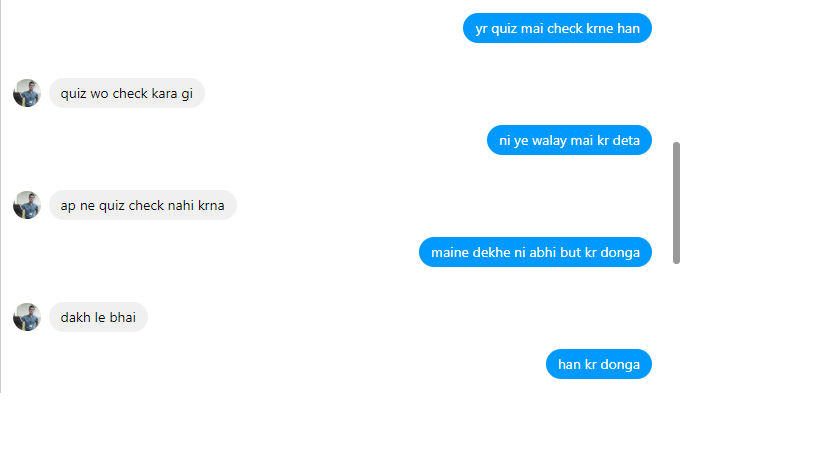 yr quiz mai check krne han
quiz wo check kara gi
ni ye walay mai kr deta
ap ne quiz check nahi krna
maine dekhe ni abhi but kr donga
dakh le bhai
han kr donga